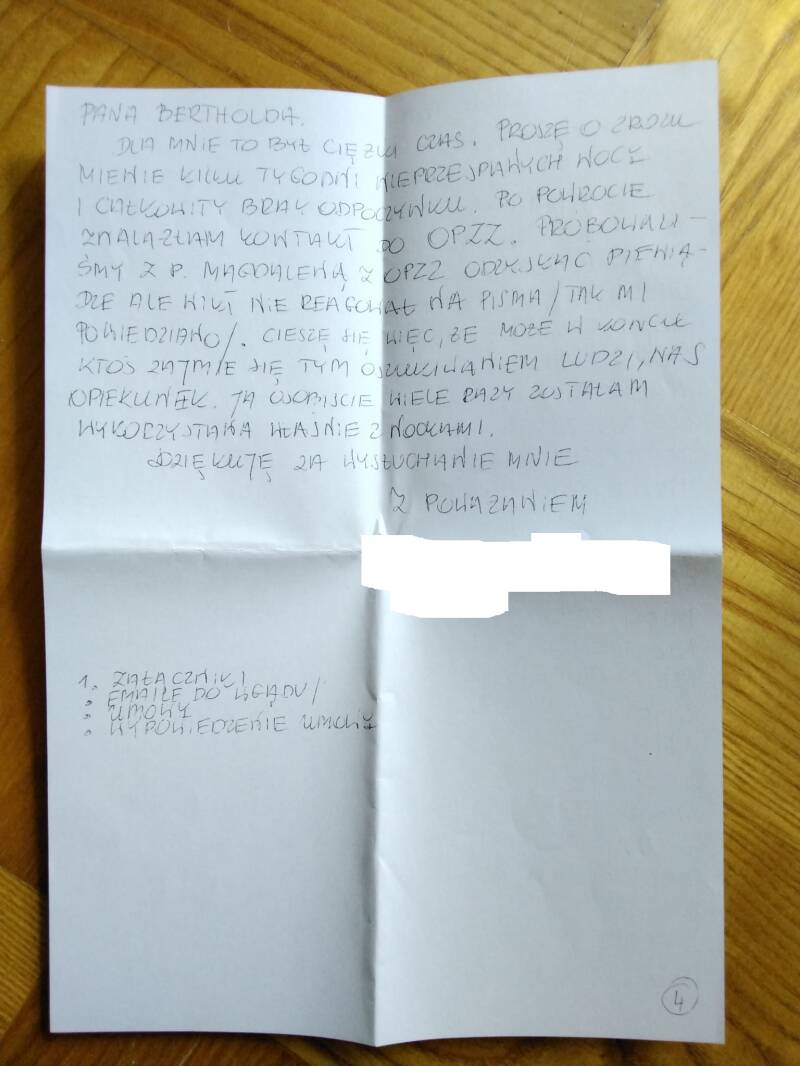 PANA BERTHOLDA.
DLA MNIE TO BYŁ CIĘŻKI CZAS. PROSZĘ O ZROZU
MIENIE KILKU TYGODNI NIEPRZESPANYCH NOCY
I CAŁKOWITY BRAK ODPOCZYNKU. PO POWROCIE
ZNALAZŁAM KONTAKT DO OPZZ. PRÓBOWALI-
ŚMY Z P. MAGDALENĄ Z OPZZ ODZYSKAĆ PIENIĄ-
DZE ALE NIKT NIE REAGOWAŁ NA PISMA /TAK MI
POWIEDZIANO/. CIESZĘ SIĘ WIĘC, ŻE MOŻE W KOŃCU
KTOŚ ZAJMIE SIĘ TYM OSZUKIWANIEM LUDZI, NAS
OPIEKUNEK. JA OSOBIŚCIE WIELE RAZY ZOSTAŁAM
WYKORZYSTANA WŁAŚNIE Z NOCKAMI.
DZIĘKUJĘ ZA WYSŁUCHANIE MNIE
Z POWAŻANIEM
1. ZAŁĄCZNIKI
• EMAILE DO WGLĄDU/
• UMOWY
• WYPOWIEDZENIE UMOWY
4